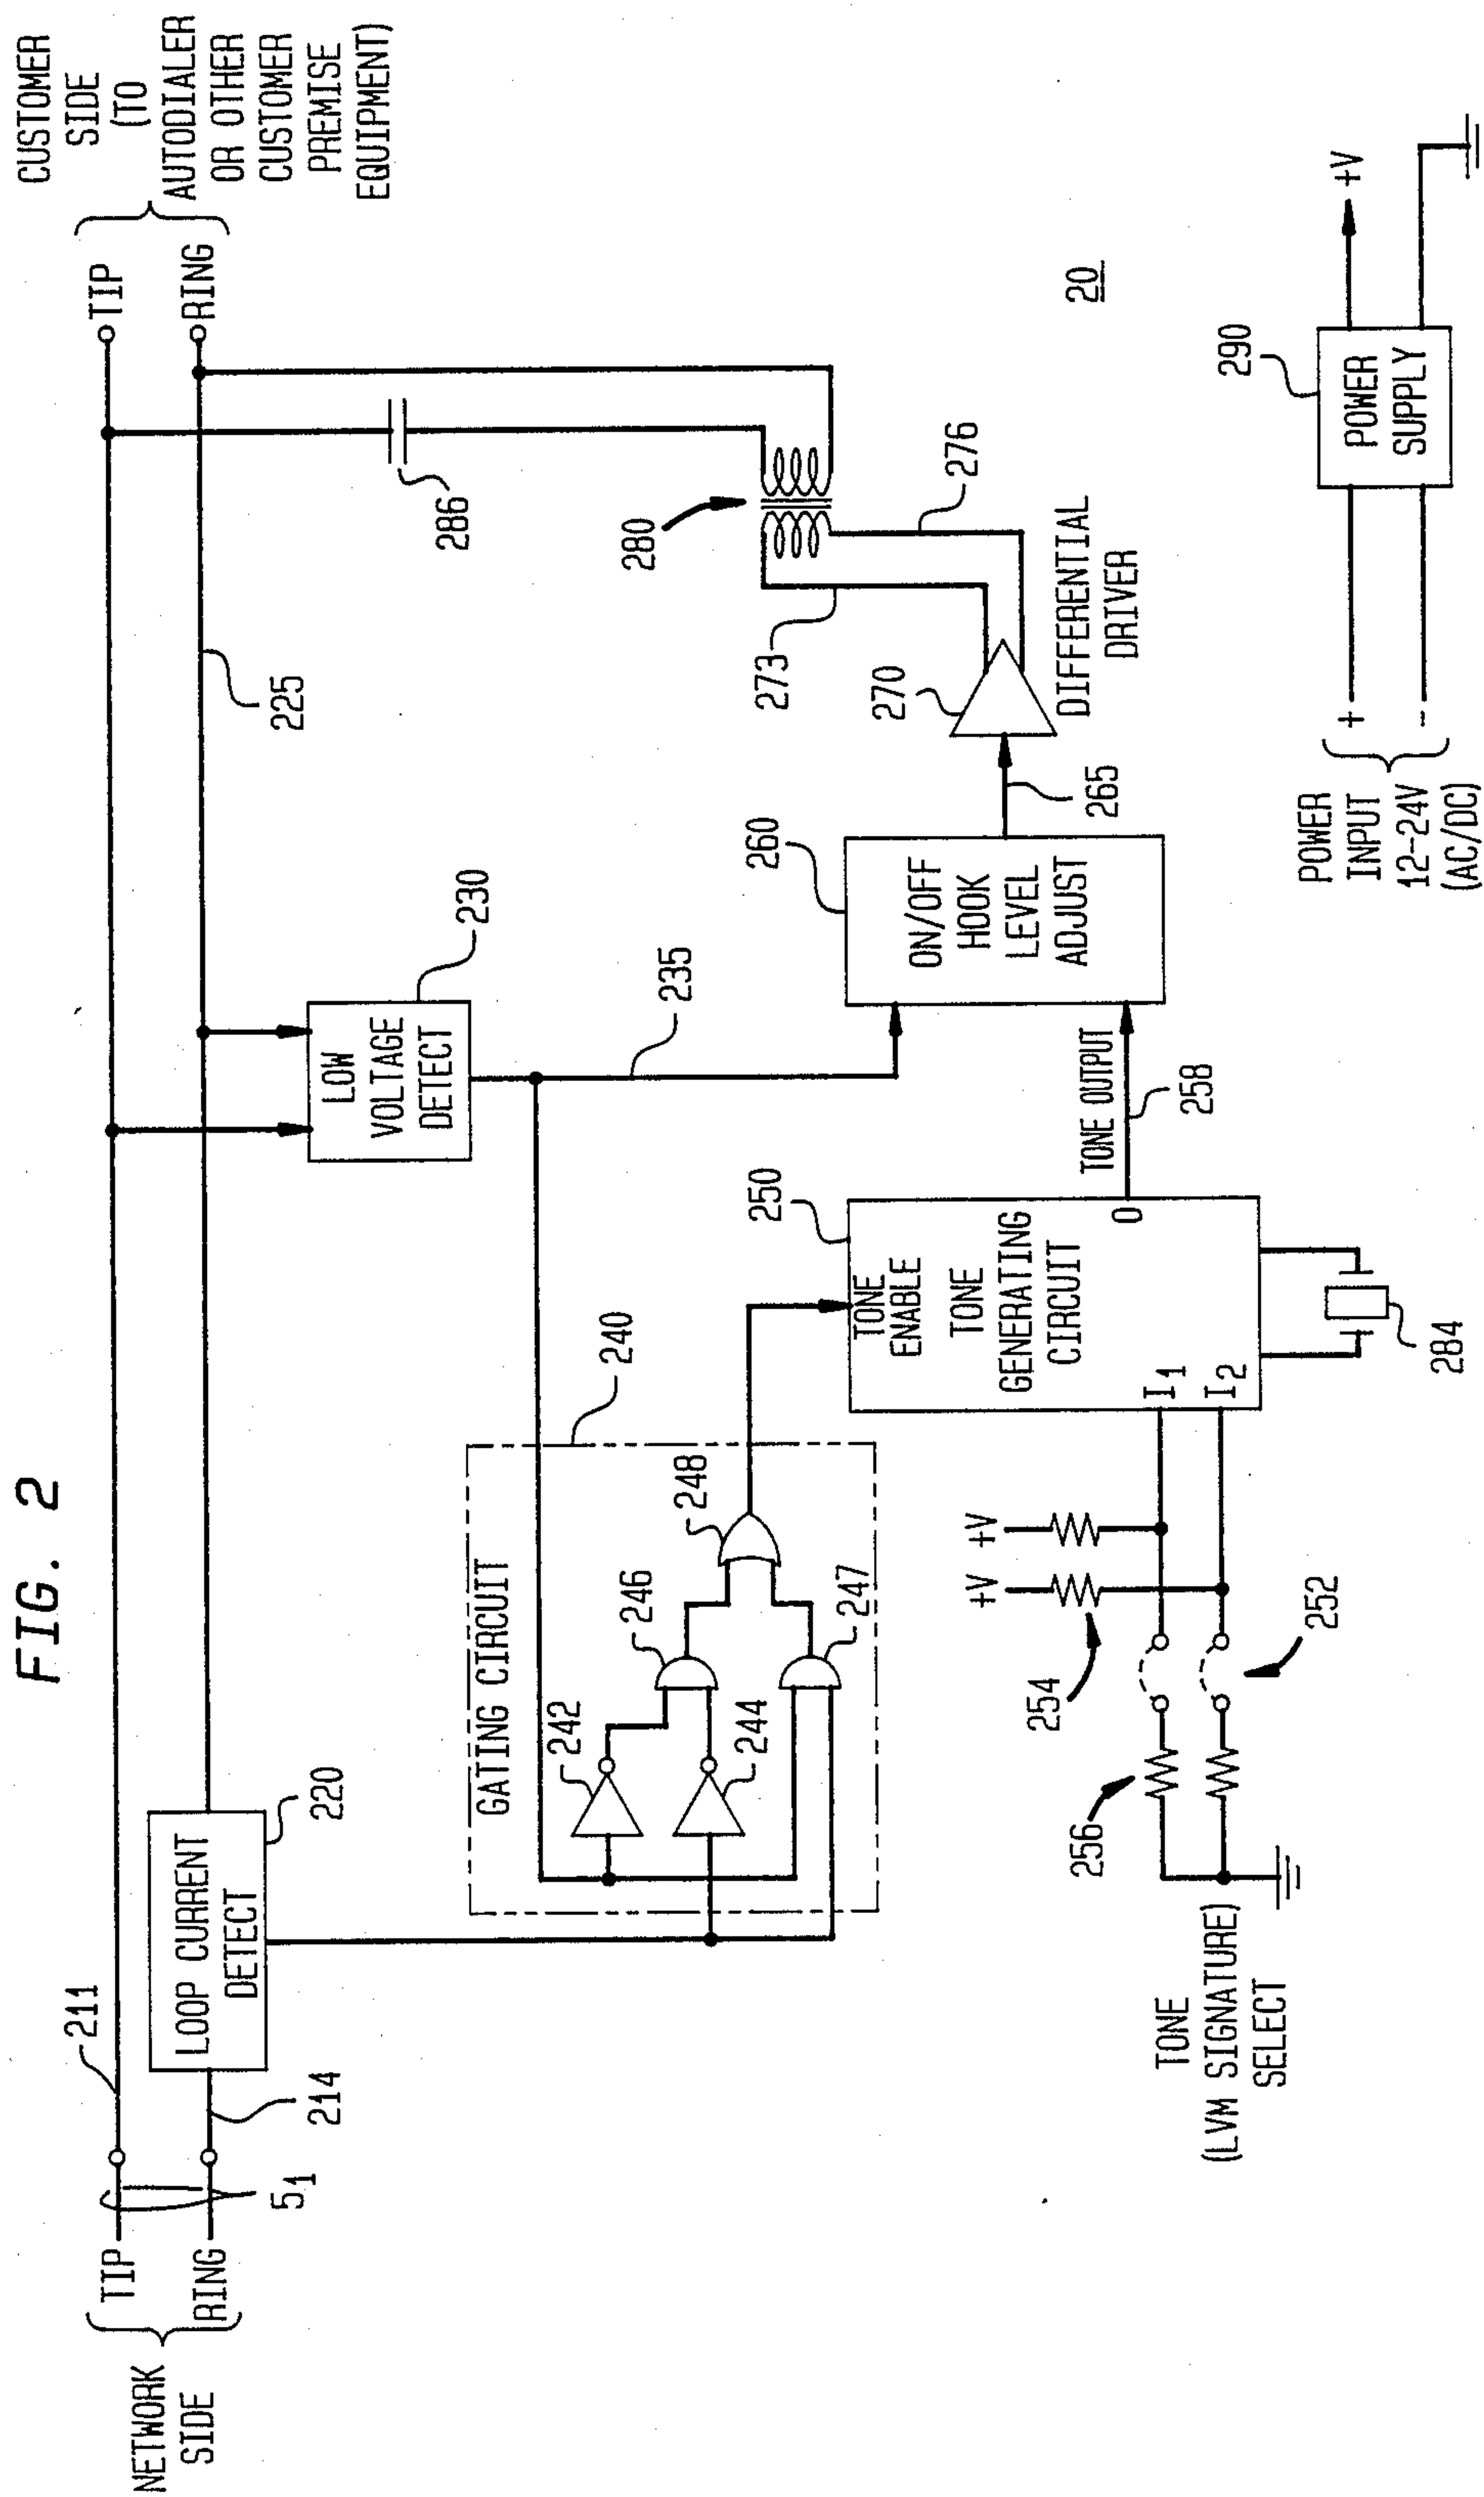 FIG. 2
NETWORK
SIDE
TIP
RING
5₁
211
214
LOOP CURRENT
DETECT
220
225
TIP
RING
CUSTOMER
SIDE
(TO
AUTODIALER
OR OTHER
CUSTOMER
PREMISE
EQUIPMENT)
LOW
VOLTAGE
DETECT
230
235
286
280
273
276
GATING CIRCUIT
240
242
244
246
247
248
250
TONE
ENABLE
TONE
GENERATING
CIRCUIT
I₁
I₂
O
TONE OUTPUT
258
284
260
ON/OFF
HOOK
LEVEL
ADJUST
265
270
DIFFERENTIAL
DRIVER
20
+V
+V
254
252
256
TONE
(LVM SIGNATURE)
SELECT
POWER
INPUT
12-24V
(AC/DC)
+
-
POWER
SUPPLY
290
+V